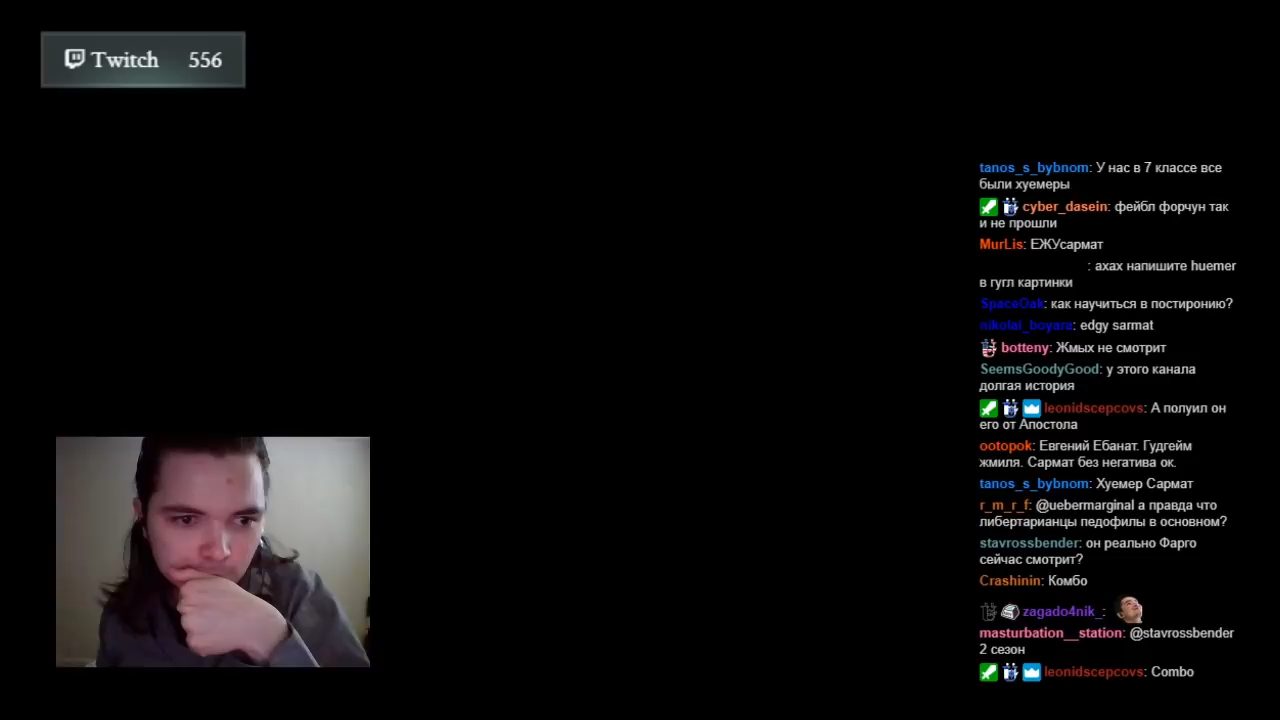 Twitch 556
tanos_s_bybnom: У нас в 7 классе все
были хуемеры
cyber_dasein: фейбл форчун так
и не прошли
MurLis: ЕЖУсармат
: ахах напишите huemer
в гугл картинки
SpaceOak: как научиться в постиронию?
nikolai_boyara: edgy sarmat
botteny: Жмых не смотрит
SeemsGoodyGood: у этого канала
долгая история
leonidscepcovs: А полуил он
его от Апостола
ootopok: Евгений Ебанат. Гудгейм
жмиля. Сармат без негатива ок.
tanos_s_bybnom: Хуемер Сармат
r_m_r_f: @uebermarginal а правда что
либертарианцы педофилы в основном?
stavrossbender: он реально Фарго
сейчас смотрит?
Crashinin: Комбо
zagado4nik_:
masturbation__station: @stavrossbender
2 сезон
leonidscepcovs: Combo